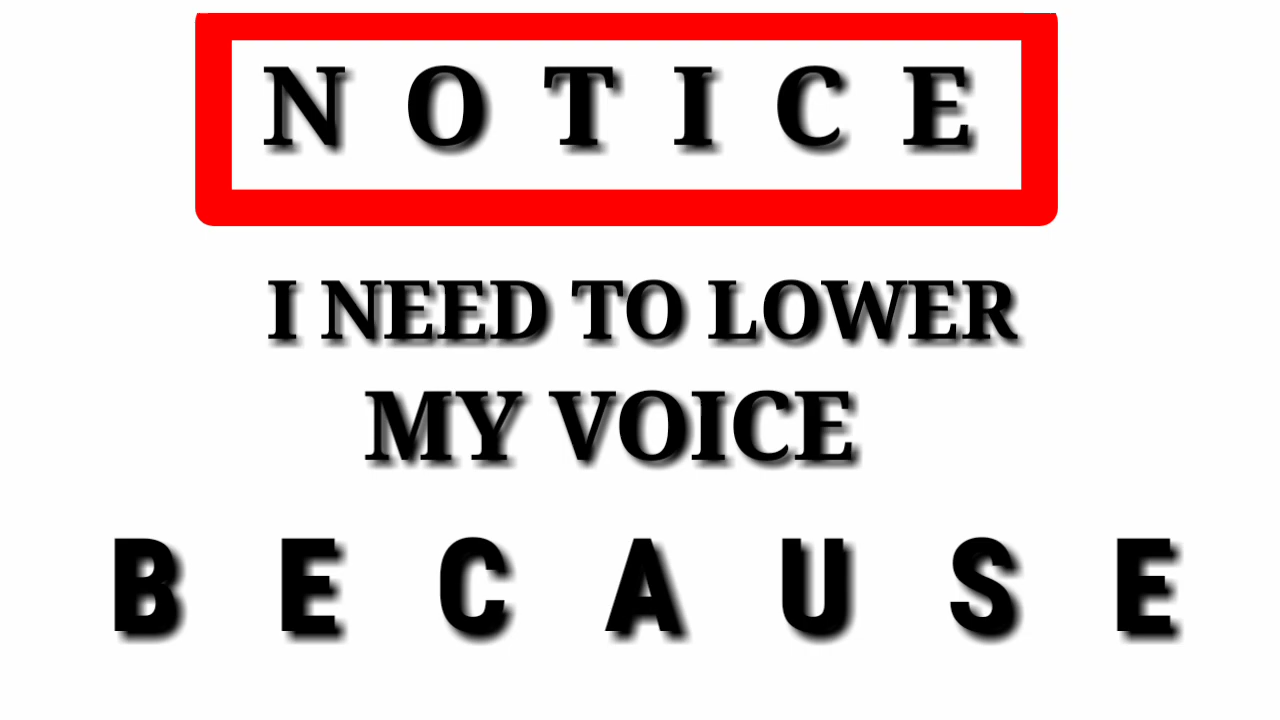 N O T I C E
I NEED TO LOWER
MY VOICE
B E C A U S E